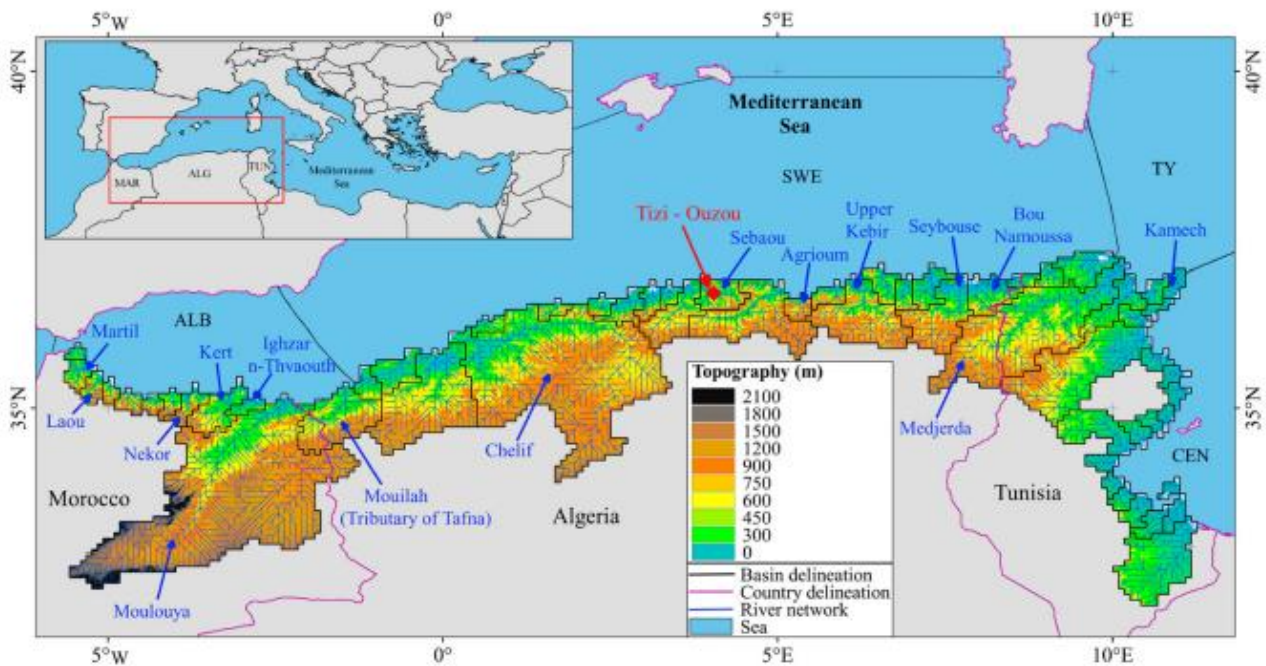 5°W
0°
5°E
10°E
40°N
40°N
Mediterranean
Sea
SWE
TY
MAR
ALG
TUN
Mediterranean
Sea
Tizi - Ouzou
Sebaou
Agrioum
Upper
Kebir
Seybouse
Bou
Namoussa
Kamech
ALB
Martil
Kert
Ighzar
n-Thvaouth
35°N
35°N
Laou
Nekor
Chelif
Medjerda
CEN
Morocco
Mouilah
(Tributary of Tafna)
Algeria
Tunisia
Moulouya
Topography (m)
2100
1800
1500
1200
900
750
600
450
300
0
Basin delineation
Country delineation
River network
Sea
5°W
0°
5°E
10°E